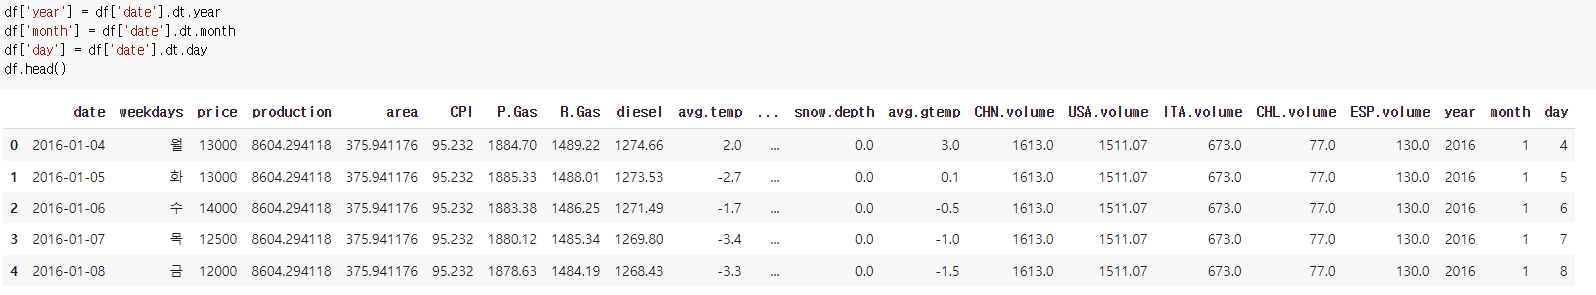 df['year'] = df['date'].dt.year
df['month'] = df['date'].dt.month
df['day'] = df['date'].dt.day
df.head()
date weekdays price production area CPI P.Gas R.Gas diesel avg.temp ... snow.depth avg.gtemp CHN.volume USA.volume ITA.volume CHL.volume ESP.volume year month day
0 2016-01-04 월 13000 8604.294118 375.941176 95.232 1884.70 1489.22 1274.66 2.0 ... 0.0 3.0 1613.0 1511.07 673.0 77.0 130.0 2016 1 4
1 2016-01-05 화 13000 8604.294118 375.941176 95.232 1885.33 1488.01 1273.53 -2.7 ... 0.0 0.1 1613.0 1511.07 673.0 77.0 130.0 2016 1 5
2 2016-01-06 수 14000 8604.294118 375.941176 95.232 1883.38 1486.25 1271.49 -1.7 ... 0.0 -0.5 1613.0 1511.07 673.0 77.0 130.0 2016 1 6
3 2016-01-07 목 12500 8604.294118 375.941176 95.232 1880.12 1485.34 1269.80 -3.4 ... 0.0 -1.0 1613.0 1511.07 673.0 77.0 130.0 2016 1 7
4 2016-01-08 금 12000 8604.294118 375.941176 95.232 1878.63 1484.19 1268.43 -3.3 ... 0.0 -1.5 1613.0 1511.07 673.0 77.0 130.0 2016 1 8